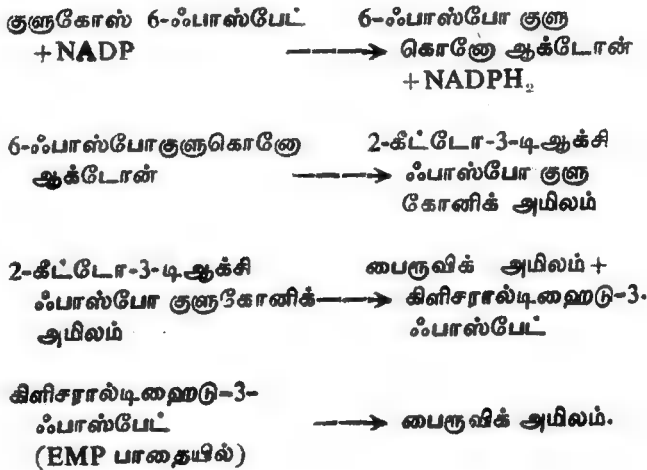 குளுகோஸ் 6-ஃபாஸ்பேட் 6-ஃபாஸ்போ குளு
+NADP ⟶ கொனோ ஆக்டோன்
+NADPH₂
6-ஃபாஸ்போகுளுகொனோ 2-கீட்டோ-3-டிஆக்சி
ஆக்டோன் ⟶ ஃபாஸ்போ குளு
கோனிக் அமிலம்
2-கீட்டோ-3-டிஆக்சி பைரூவிக் அமிலம்+
ஃபாஸ்போ குளுகோனிக் ⟶ கிளிசரால்டிஹைடு-3-
அமிலம் ஃபாஸ்பேட்
கிளிசரால்டிஹைடு-3-
ஃபாஸ்பேட் ⟶ பைரூவிக் அமிலம்.
(EMP பாதையில்)